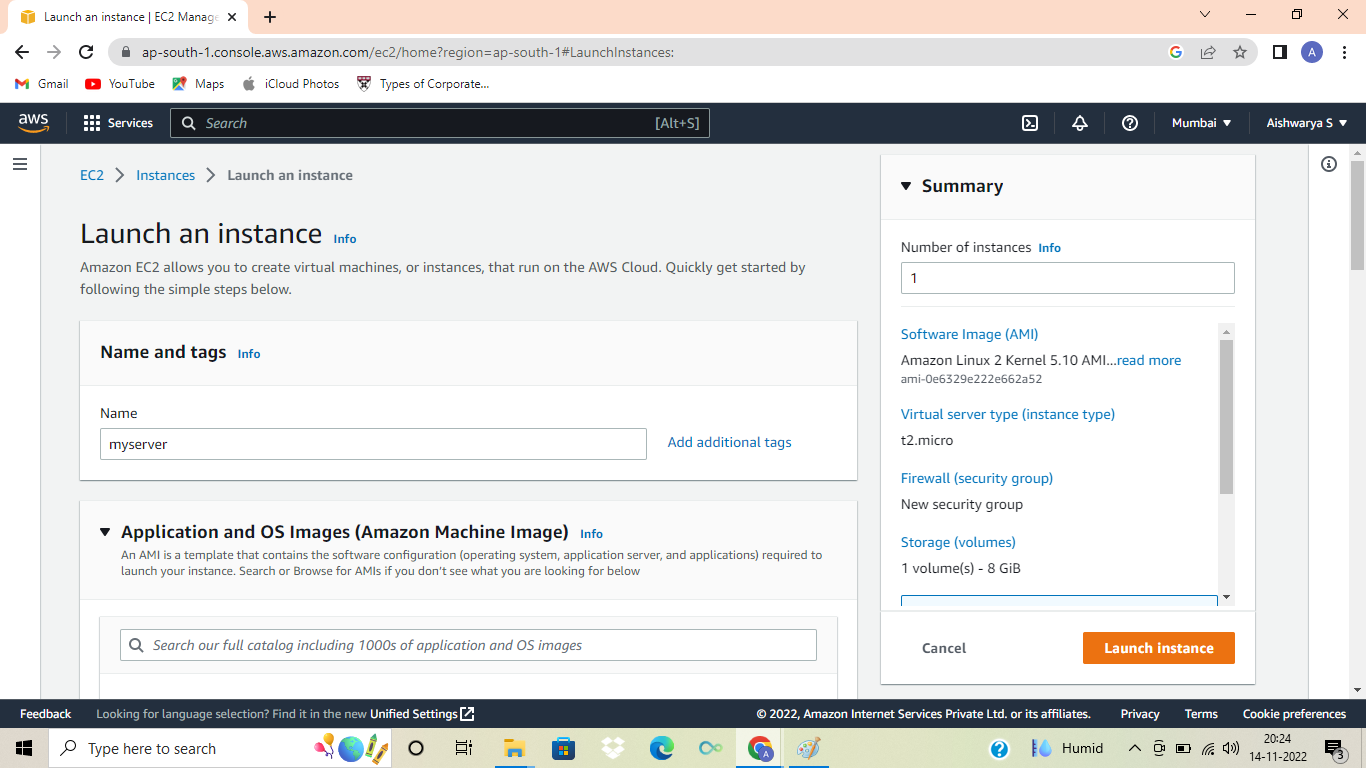 Launch an instance | EC2 Manage
ap-south-1.console.aws.amazon.com/ec2/home?region=ap-south-1#LaunchInstances:
A
Gmail YouTube Maps iCloud Photos Types of Corporate...
aws Services Search [Alt+S] Mumbai Aishwarya S
EC2 Instances Launch an instance
Launch an instance Info
Amazon EC2 allows you to create virtual machines, or instances, that run on the AWS Cloud. Quickly get started by
following the simple steps below.
Name and tags Info
Name
myserver Add additional tags
Application and OS Images (Amazon Machine Image) Info
An AMI is a template that contains the software configuration (operating system, application server, and applications) required to
launch your instance. Search or Browse for AMIs if you don't see what you are looking for below
Search our full catalog including 1000s of application and OS images
Summary
Number of instances Info
1
Software Image (AMI)
Amazon Linux 2 Kernel 5.10 AMI...read more
ami-0e6329e222e662a52
Virtual server type (instance type)
t2.micro
Firewall (security group)
New security group
Storage (volumes)
1 volume(s) - 8 GiB
Cancel Launch instance
Feedback Looking for language selection? Find it in the new Unified Settings © 2022, Amazon Internet Services Private Ltd. or its affiliates. Privacy Terms Cookie preferences
Type here to search A Humid 20:24
14-11-2022 3